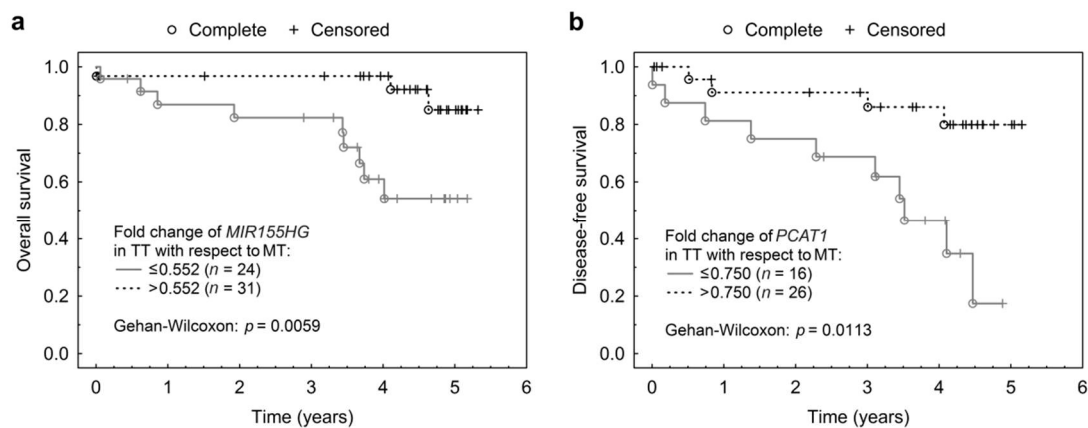 a
Complete + Censored
Overall survival
1.0
0.8
0.6
0.4
0.2
0.0
Fold change of MIR155HG
in TT with respect to MT:
≤0.552 (n = 24)
>0.552 (n = 31)
Gehan-Wilcoxon: p = 0.0059
0 1 2 3 4 5 6
Time (years)
b
Complete + Censored
Disease-free survival
1.0
0.8
0.6
0.4
0.2
0.0
Fold change of PCAT1
in TT with respect to MT:
≤0.750 (n = 16)
>0.750 (n = 26)
Gehan-Wilcoxon: p = 0.0113
0 1 2 3 4 5 6
Time (years)